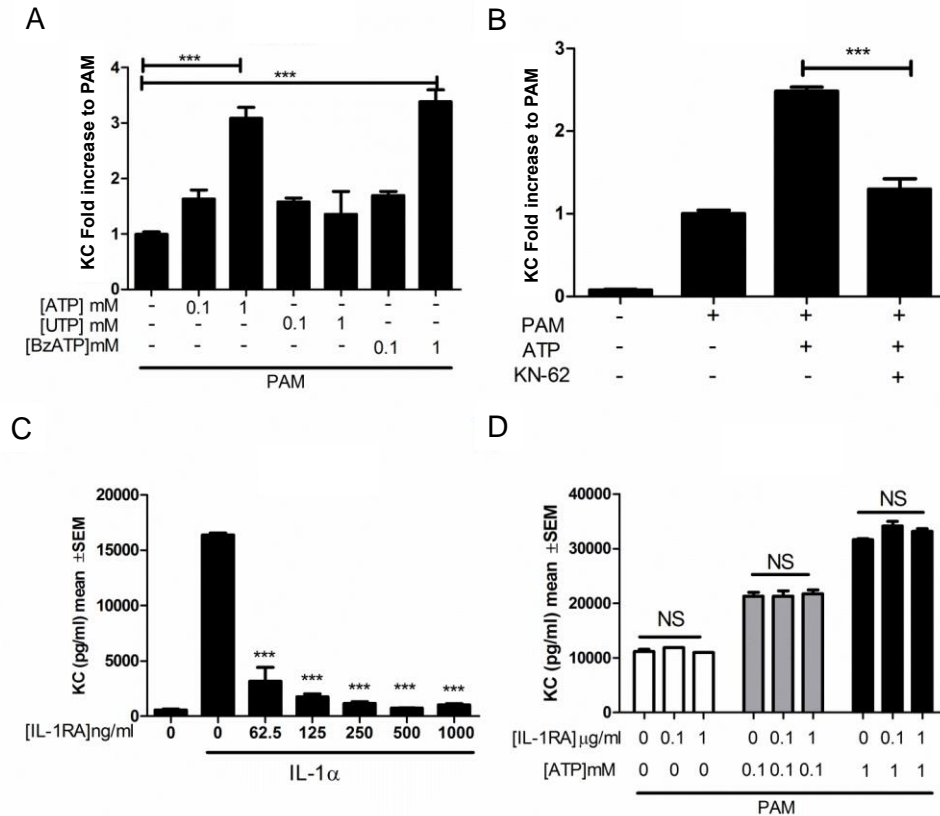 A
KC Fold increase to PAM
***
***
4
3
2
1
0
[ATP] mM - 0.1 1 - - - -
[UTP] mM - - - 0.1 1 - -
[BzATP]mM - - - - - 0.1 1
PAM
B
KC Fold increase to PAM
***
3
2
1
0
PAM - + + +
ATP - - + +
KN-62 - - - +
C
KC (pg/ml) mean ±SEM
20000
15000
10000
5000
0
*** *** *** *** ***
[IL-1RA]ng/ml 0 0 62.5 125 250 500 1000
IL-1α
D
KC (pg/ml) mean ±SEM
40000
30000
20000
10000
0
NS
NS
NS
[IL-1RA] μg/ml 0 0.1 1 0 0.1 1 0 0.1 1
[ATP]mM 0 0 0 0.1 0.1 0.1 1 1 1
PAM